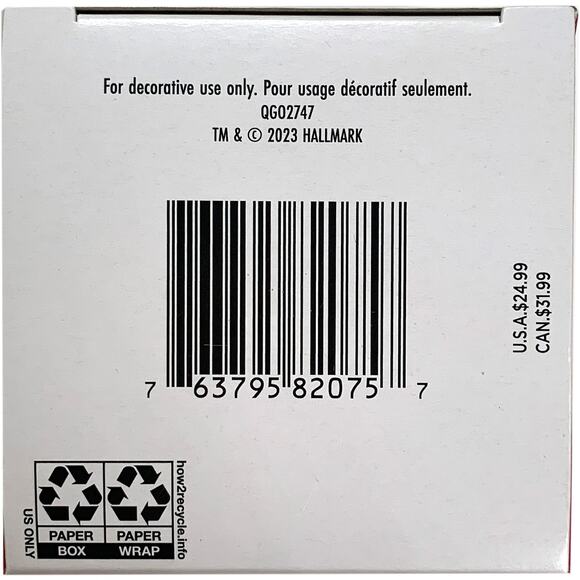 For decorative use only. Pour usage décoratif seulement.
QGO2747
TM & © 2023 HALLMARK
7 63795 82075 7
U.S.A.$24.99
CAN.$31.99
US ONLY
PAPER PAPER
BOX WRAP
how2recycle.info